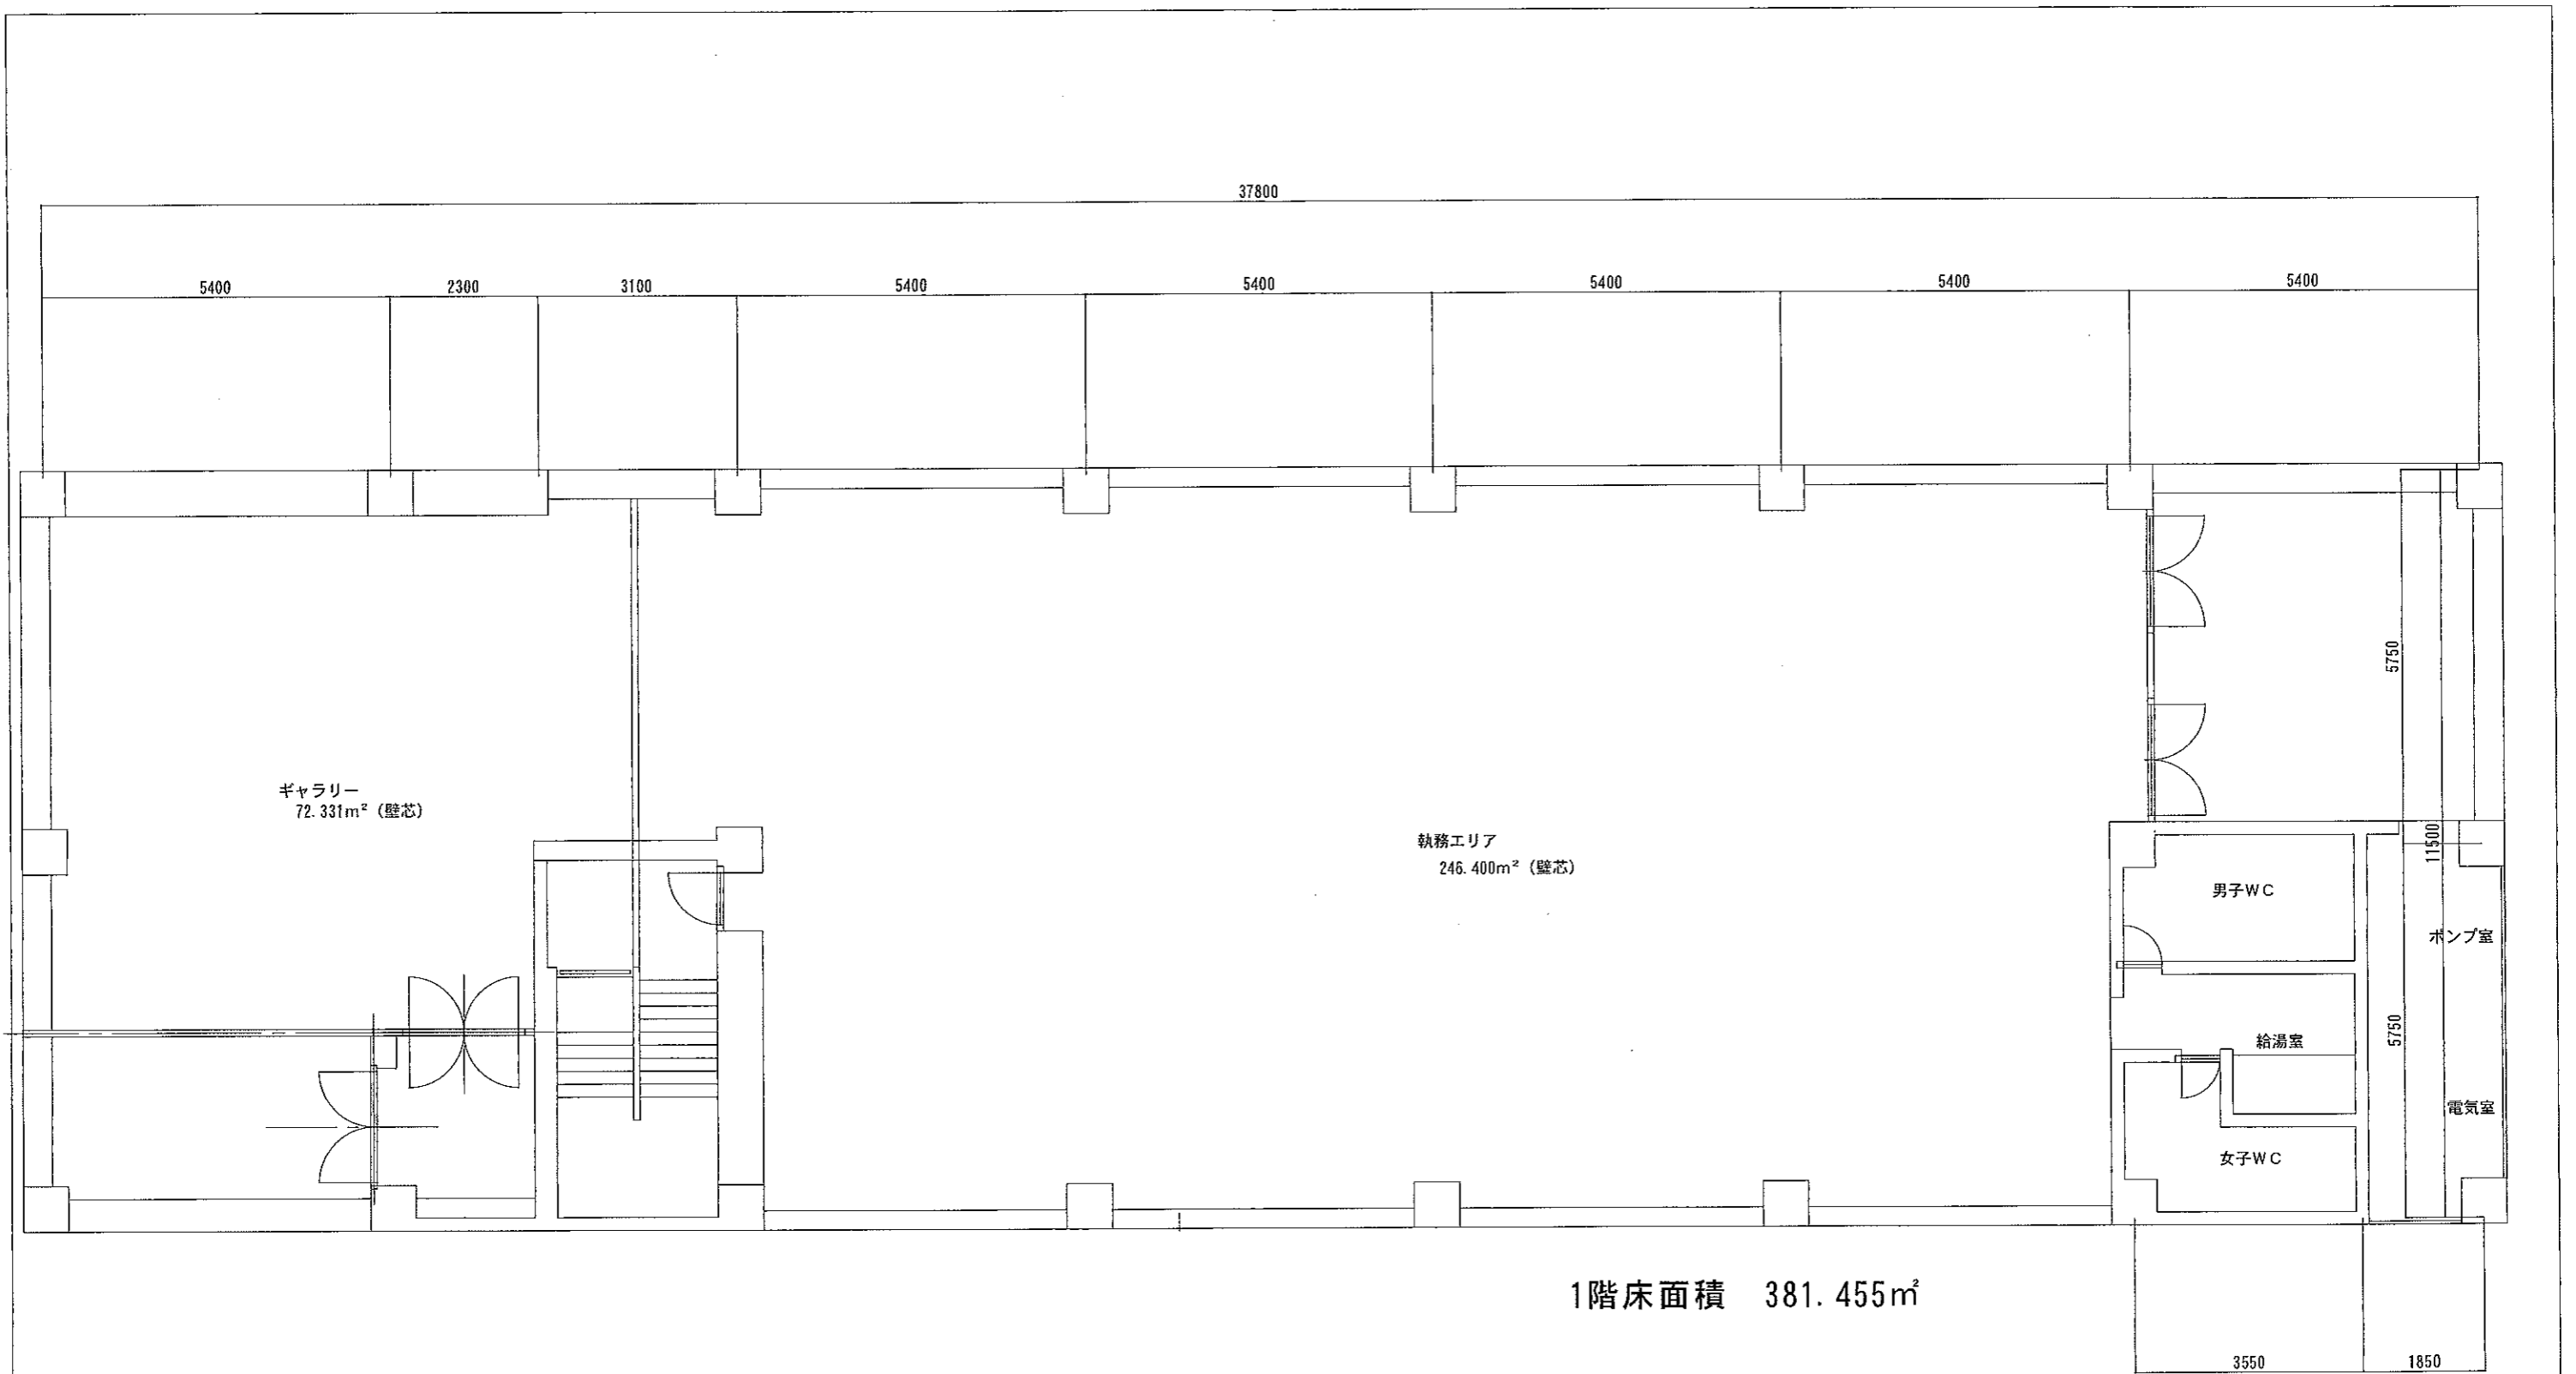 37800
5400 2300 3100 5400 5400 5400 5400 5400
5750
ギャラリー
72.331m² (壁芯)
執務エリア
246.400m² (壁芯)
11500
男子WC
ポンプ室
5750
給湯室
電気室
女子WC
1階床面積 381.455㎡
3550 1850